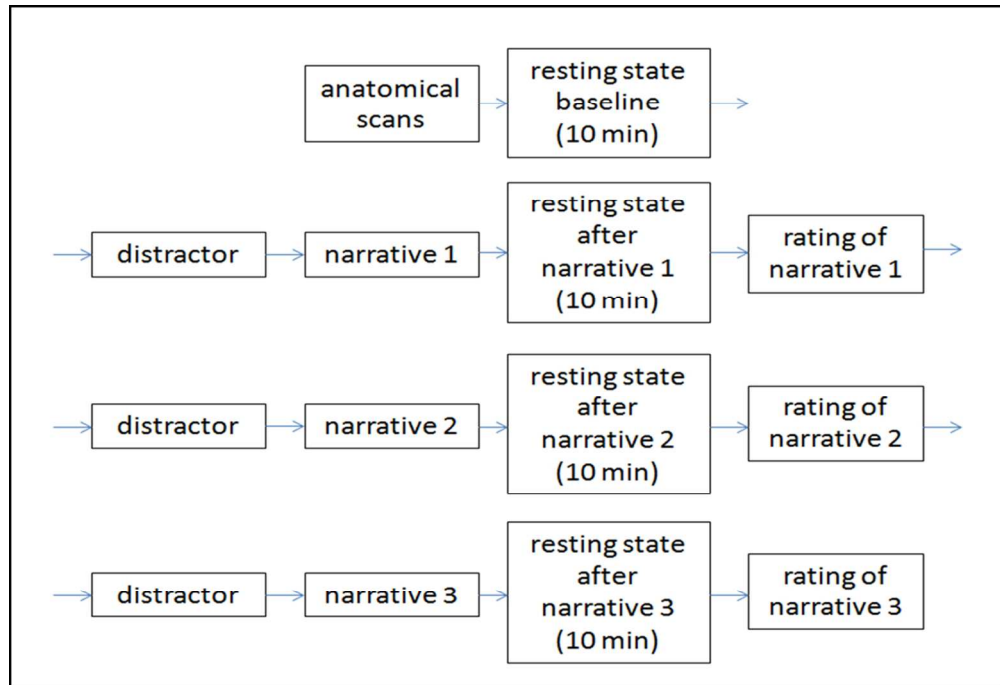 anatomical
scans
resting state
baseline
(10 min)
distractor
narrative 1
resting state
after
narrative 1
(10 min)
rating of
narrative 1
distractor
narrative 2
resting state
after
narrative 2
(10 min)
rating of
narrative 2
distractor
narrative 3
resting state
after
narrative 3
(10 min)
rating of
narrative 3